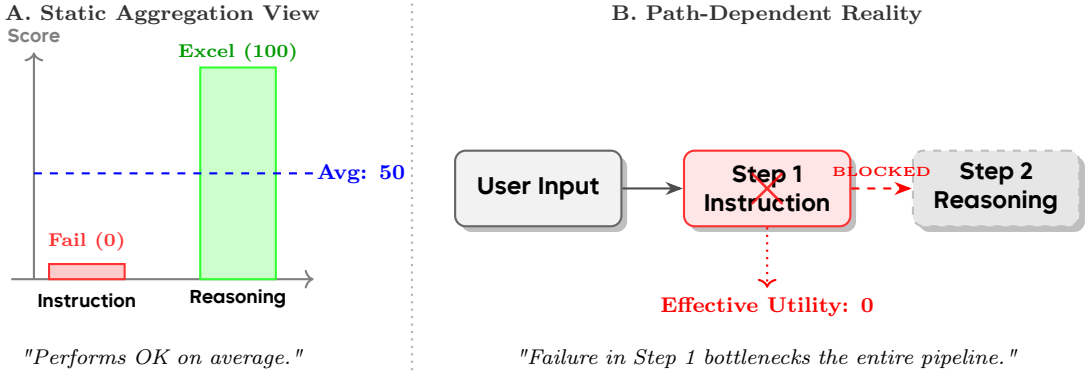 A. Static Aggregation View
Score
Excel (100)
Avg: 50
Fail (0)
Instruction
Reasoning
"Performs OK on average."
B. Path-Dependent Reality
User Input
Step 1
Instruction
BLOCKED
Step 2
Reasoning
Effective Utility: 0
"Failure in Step 1 bottlenecks the entire pipeline."